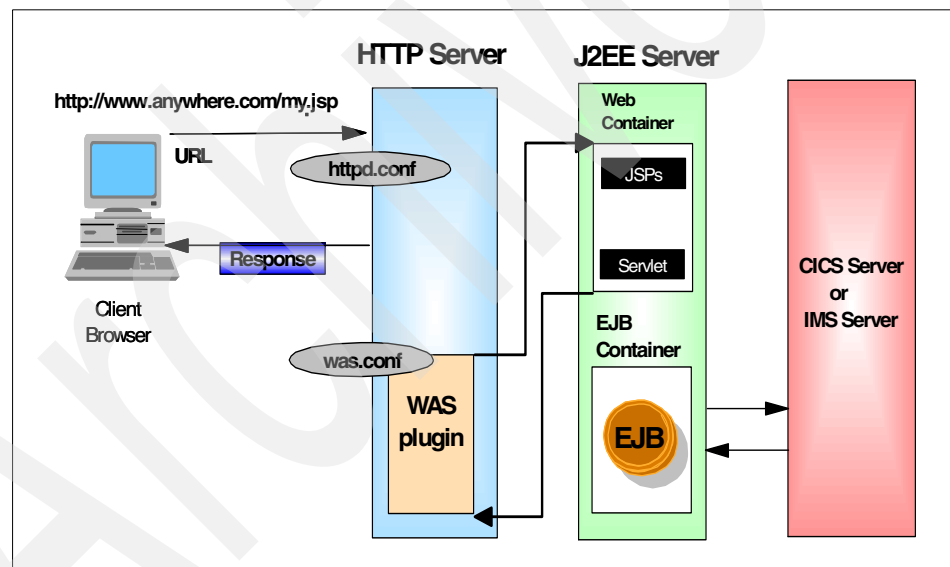 HTTP Server
J2EE Server
http://www.anywhere.com/my.jsp
URL
httpd.conf
Response
Client
Browser
was.conf
WAS
plugin
Web
Container
JSPs
Servlet
EJB
Container
EJB
CICS Server
or
IMS Server